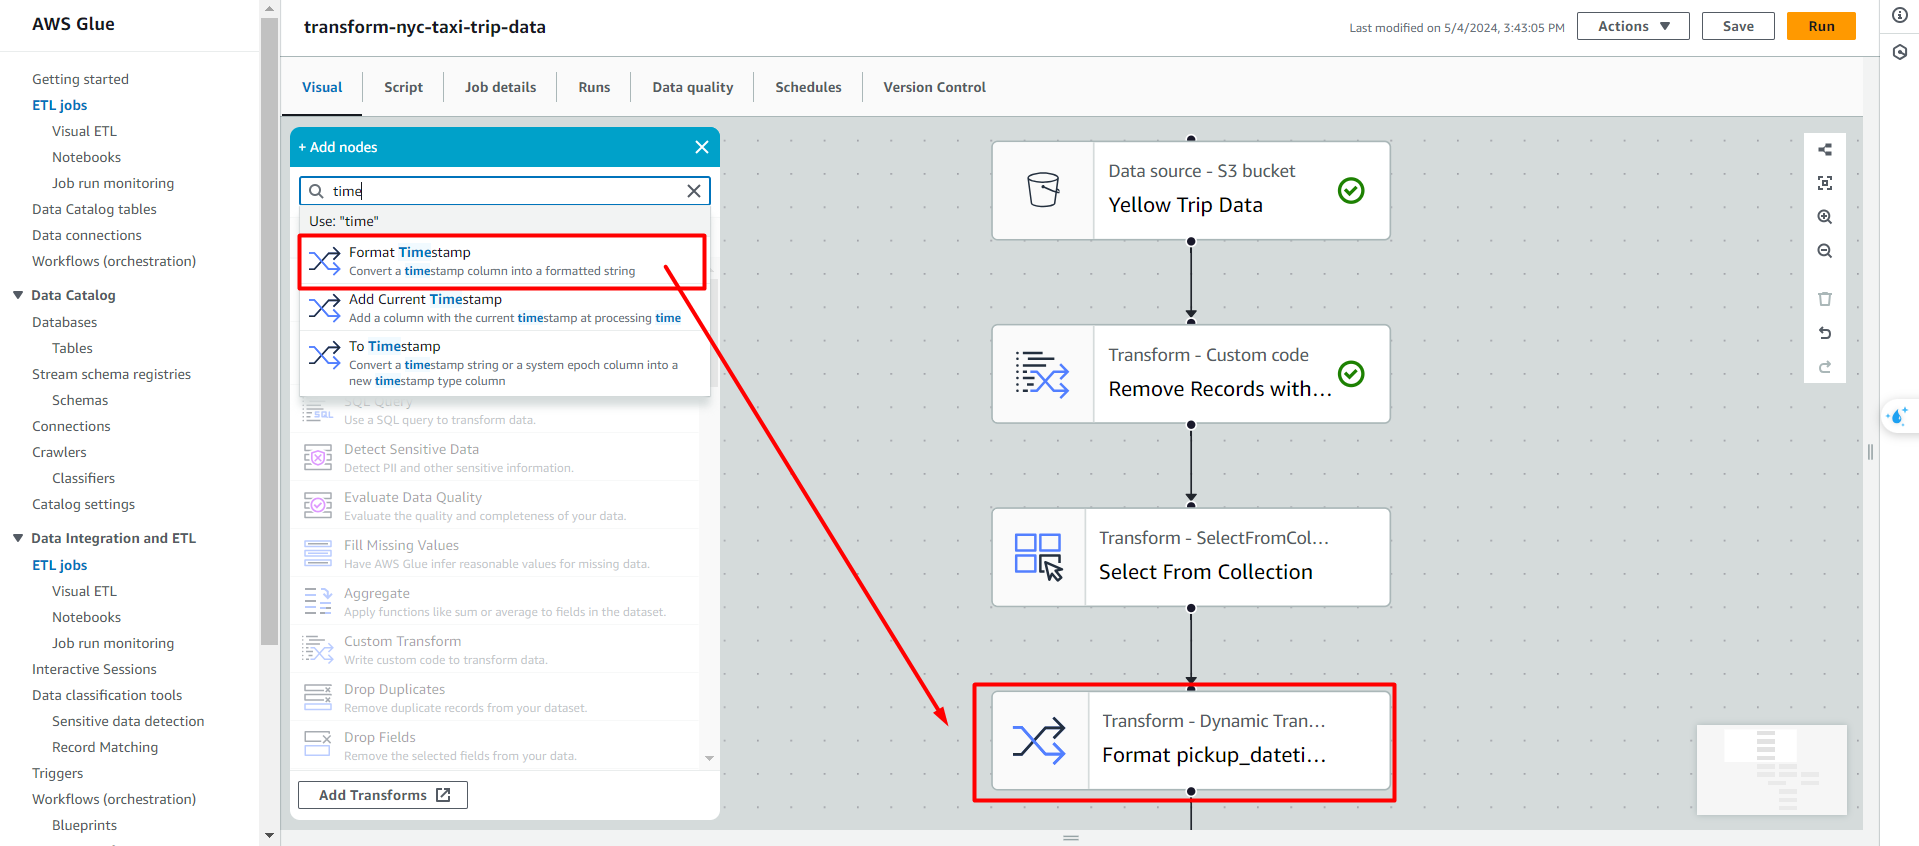 AWS Glue
Getting started
ETL jobs
Visual ETL
Notebooks
Job run monitoring
Data Catalog tables
Data connections
Workflows (orchestration)
Data Catalog
Databases
Tables
Stream schema registries
Schemas
Connections
Crawlers
Classifiers
Catalog settings
Data Integration and ETL
ETL jobs
Visual ETL
Notebooks
Job run monitoring
Interactive Sessions
Data classification tools
Sensitive data detection
Record Matching
Triggers
Workflows (orchestration)
Blueprints
transform-nyc-taxi-trip-data
Last modified on 5/4/2024, 3:43:05 PM
Actions
Save
Run
Visual
Script
Job details
Runs
Data quality
Schedules
Version Control
+ Add nodes
time
Use: "time"
Format Timestamp
Convert a timestamp column into a formatted string
Add Current Timestamp
Add a column with the current timestamp at processing time
To Timestamp
Convert a timestamp string or a system epoch column into a
new timestamp type column
SQL Query
SQL
Use a SQL query to transform data.
Detect Sensitive Data
Detect PII and other sensitive information.
Evaluate Data Quality
Evaluate the quality and completeness of your data.
Fill Missing Values
Have AWS Glue infer reasonable values for missing data.
Aggregate
Apply functions like sum or average to fields in the dataset.
Custom Transform
Write custom code to transform data.
Drop Duplicates
Remove duplicate records from your dataset.
Drop Fields
Remove the selected fields from your data.
Add Transforms
Data source - S3 bucket
Yellow Trip Data
Transform - Custom code
Remove Records with...
Transform - SelectFromCol...
Select From Collection
Transform - Dynamic Tran...
Format pickup_dateti...